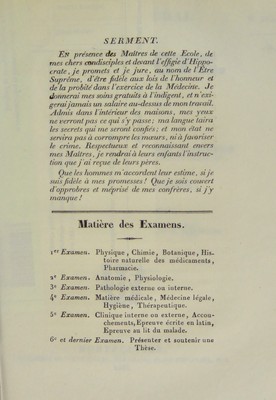 SERMENT.
EN présence des Maîtres de cette Ecole, de
mes chers condisciples et devant l'effigie d'Hippo-
crate, je promets et je jure, au nom de l'Etre
Suprême, d'être fidèle aux lois de l'honneur et
de la probité dans l'exercice de la Médecine. Je
donnerai mes soins gratuits à l'indigent, et n'exi-
gerai jamais un salaire au-dessus de mon travail.
Admis dans l'intérieur des maisons, mes yeux
ne verront pas ce qui s'y passe; ma langue taira
les secrets qui me seront confiés; et mon état ne
servira pas à corrompre les mœurs, ni à favoriser
le crime. Respectueux et reconnaissant envers
mes Maîtres, je rendrai à leurs enfants l'instruc-
tion que j'ai reçue de leurs pères.
Que les hommes m'accordent leur estime, si je
suis fidèle à mes promesses! Que je sois couvert
d'opprobres et méprisé de mes confrères, si j'y
manque!
Matière des Examens.
1er Examen. Physique, Chimie, Botanique, His-
toire naturelle des médicaments,
Pharmacie.
2e Examen. Anatomie, Physiologie.
3e Examen. Pathologie externe ou interne.
4e Examen. Matière médicale, Médecine légale,
Hygiène, Thérapeutique.
5e Examen. Clinique interne ou externe, Accou-
chements, Epreuve écrite en latin,
Epreuve au lit du malade.
6e et dernier Examen. Présenter et soutenir une
Thèse.